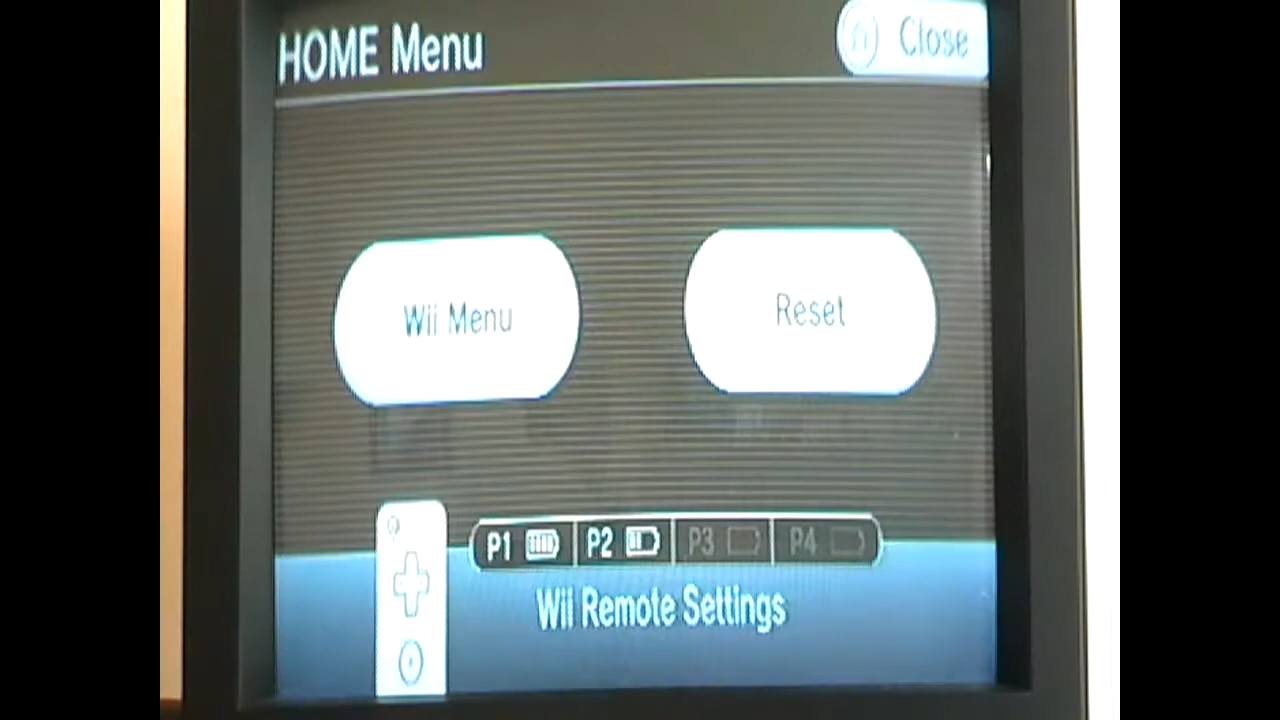 HOME Menu
Close
Wii Menu
Reset
P1 P2 P3 P4
Wii Remote Settings